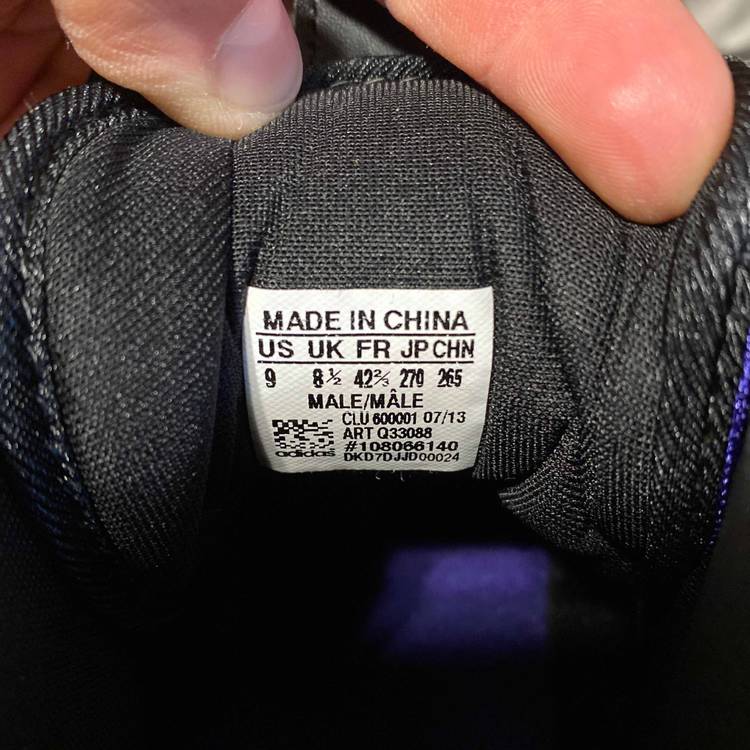 MADE IN CHINA
US UK FR JP CHN
9 8½ 42⅔ 270 265
MALE/MÂLE
CLU 600001 07/13
ART Q33088
#108066140
adidas DKD7DJJD00024